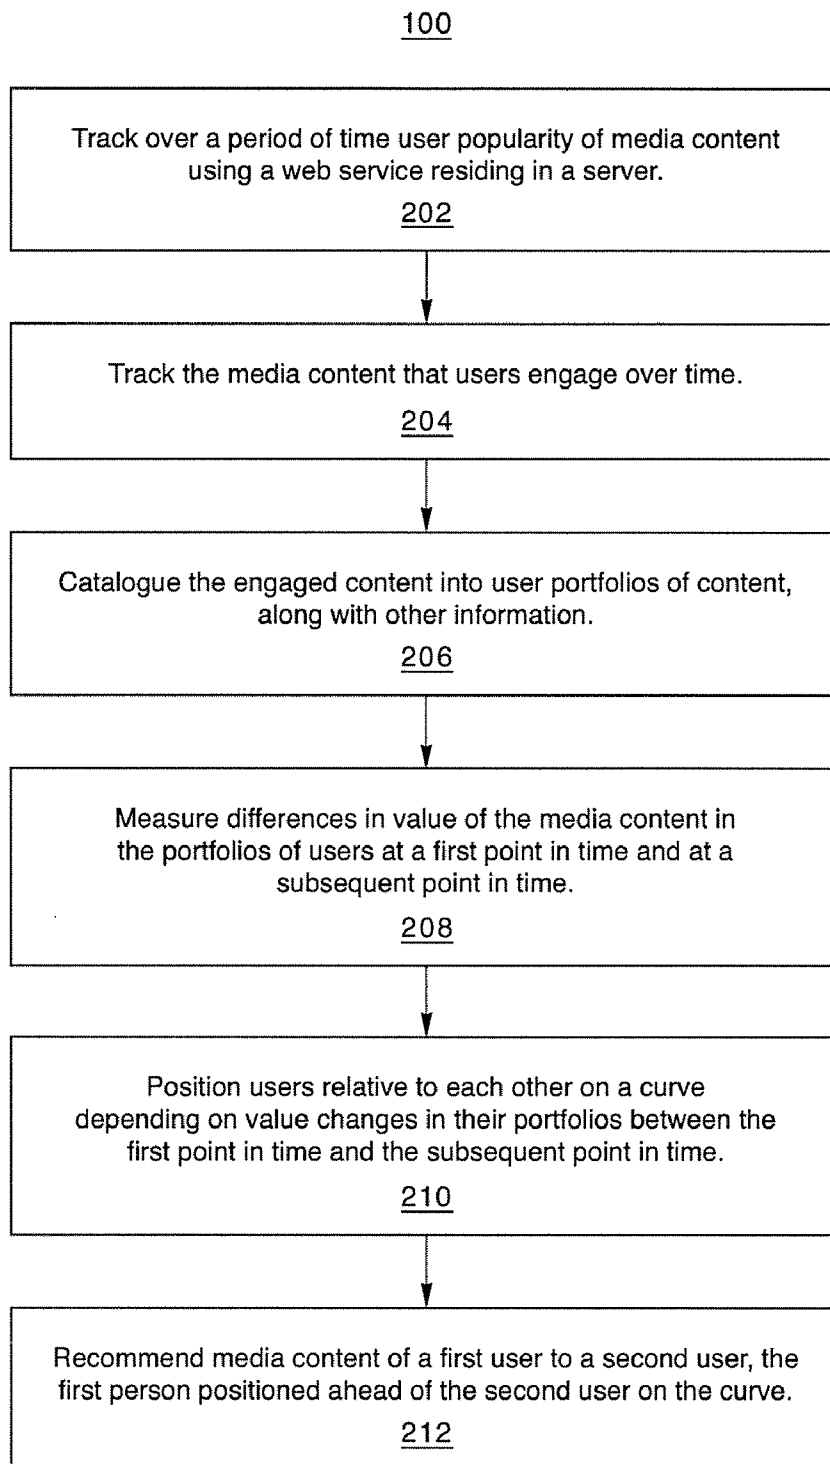 100
Track over a period of time user popularity of media content
using a web service residing in a server.
202
Track the media content that users engage over time.
204
Catalogue the engaged content into user portfolios of content,
along with other information.
206
Measure differences in value of the media content in
the portfolios of users at a first point in time and at a
subsequent point in time.
208
Position users relative to each other on a curve
depending on value changes in their portfolios between the
first point in time and the subsequent point in time.
210
Recommend media content of a first user to a second user, the
first person positioned ahead of the second user on the curve.
212